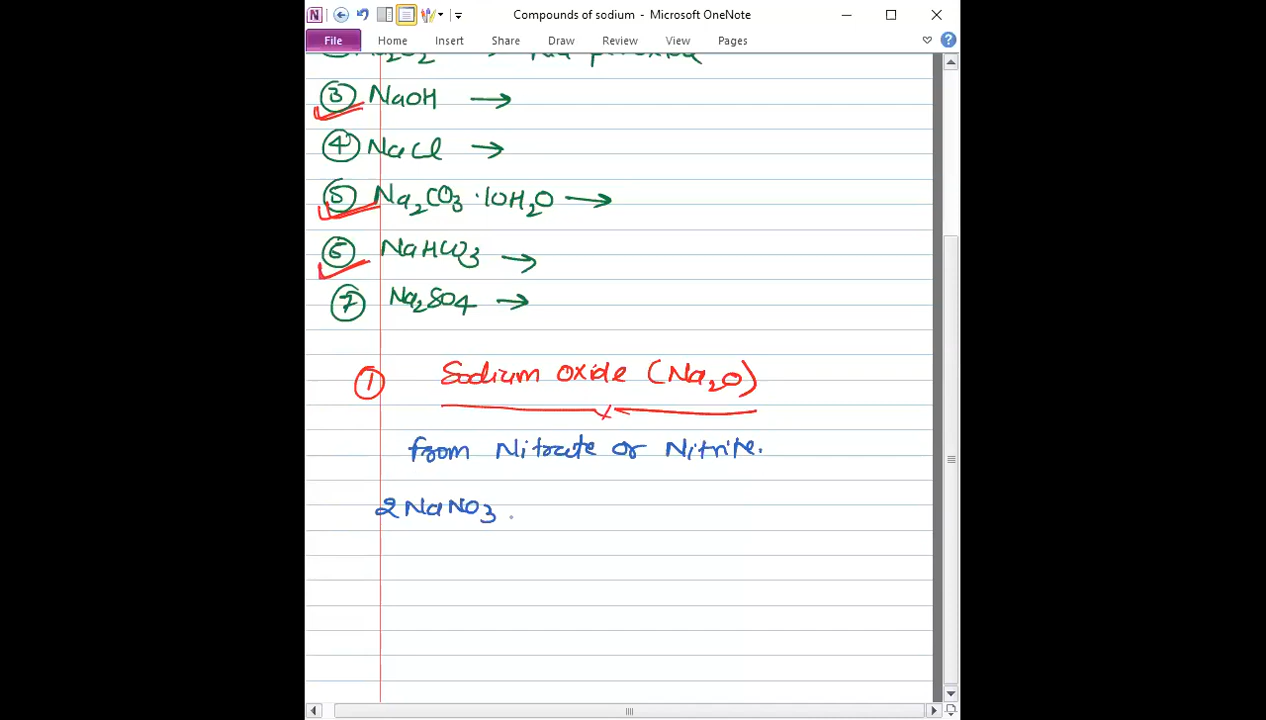 Compounds of sodium - Microsoft OneNote
File Home Insert Share Draw Review View Pages
③ NaOH →
④ NaCl →
⑤ Na₂CO₃ ·10H₂O →
⑥ NaHCO₃ →
⑦ Na₂SO₄ →
① Sodium oxide (Na₂O)
from Nitrate or Nitrite.
2NaNO₃